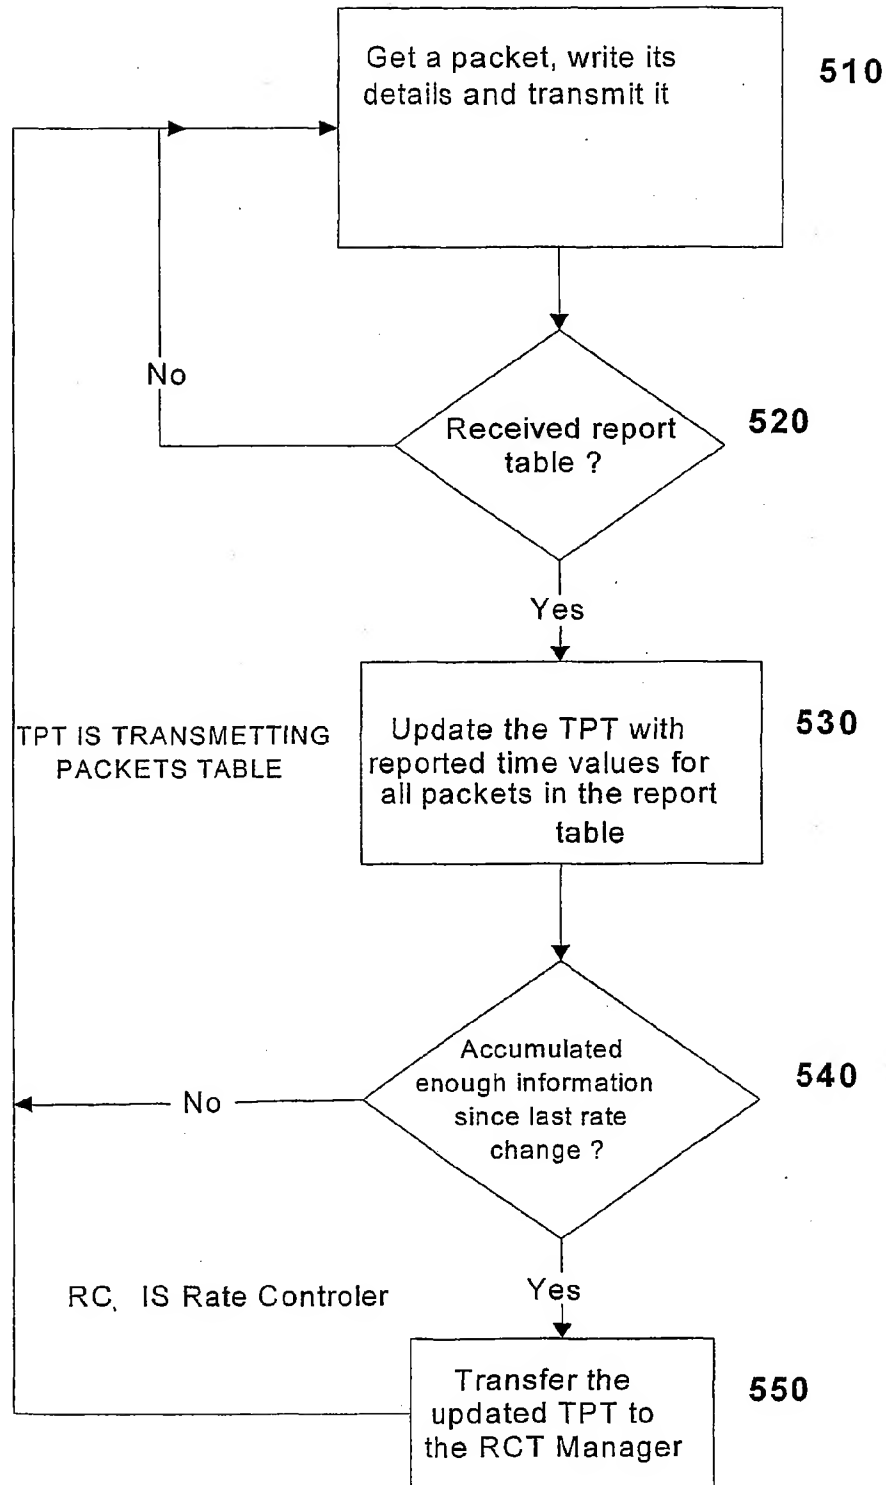 Get a packet, write its
details and transmit it
510
No
Received report
table ?
520
Yes
TPT IS TRANSMETTING
PACKETS TABLE
Update the TPT with
reported time values for
all packets in the report
table
530
Accumulated
enough information
since last rate
change ?
540
No
RC, IS Rate Controler
Yes
Transfer the
updated TPT to
the RCT Manager
550